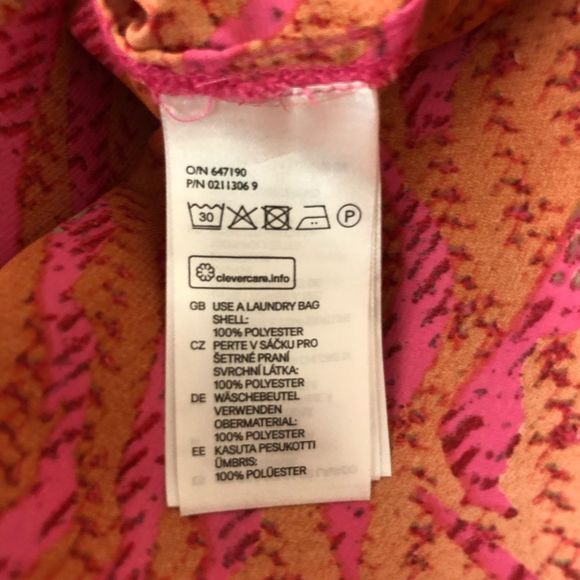 O/N 647190
P/N 0211306 9
30 P
clevercare.info
GB USE A LAUNDRY BAG
SHELL:
100% POLYESTER
CZ PERTE V SÁČKU PRO
ŠETRNÉ PRANÍ
SVRCHNÍ LÁTKA:
100% POLYESTER
DE WÄSCHEBEUTEL
VERWENDEN
OBERMATERIAL:
100% POLYESTER
EE KASUTA PESUKOTTI
ÜMBRIS:
100% POLÜESTER